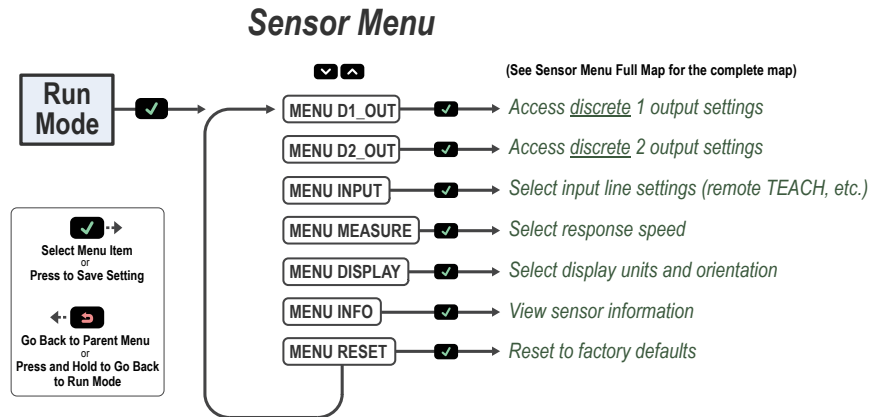 Sensor Menu
(See Sensor Menu Full Map for the complete map)
Run
Mode
MENU D1_OUT
Access discrete 1 output settings
MENU D2_OUT
Access discrete 2 output settings
MENU INPUT
Select input line settings (remote TEACH, etc.)
MENU MEASURE
Select response speed
MENU DISPLAY
Select display units and orientation
MENU INFO
View sensor information
MENU RESET
Reset to factory defaults
Select Menu Item
or
Press to Save Setting
Go Back to Parent Menu
or
Press and Hold to Go Back
to Run Mode